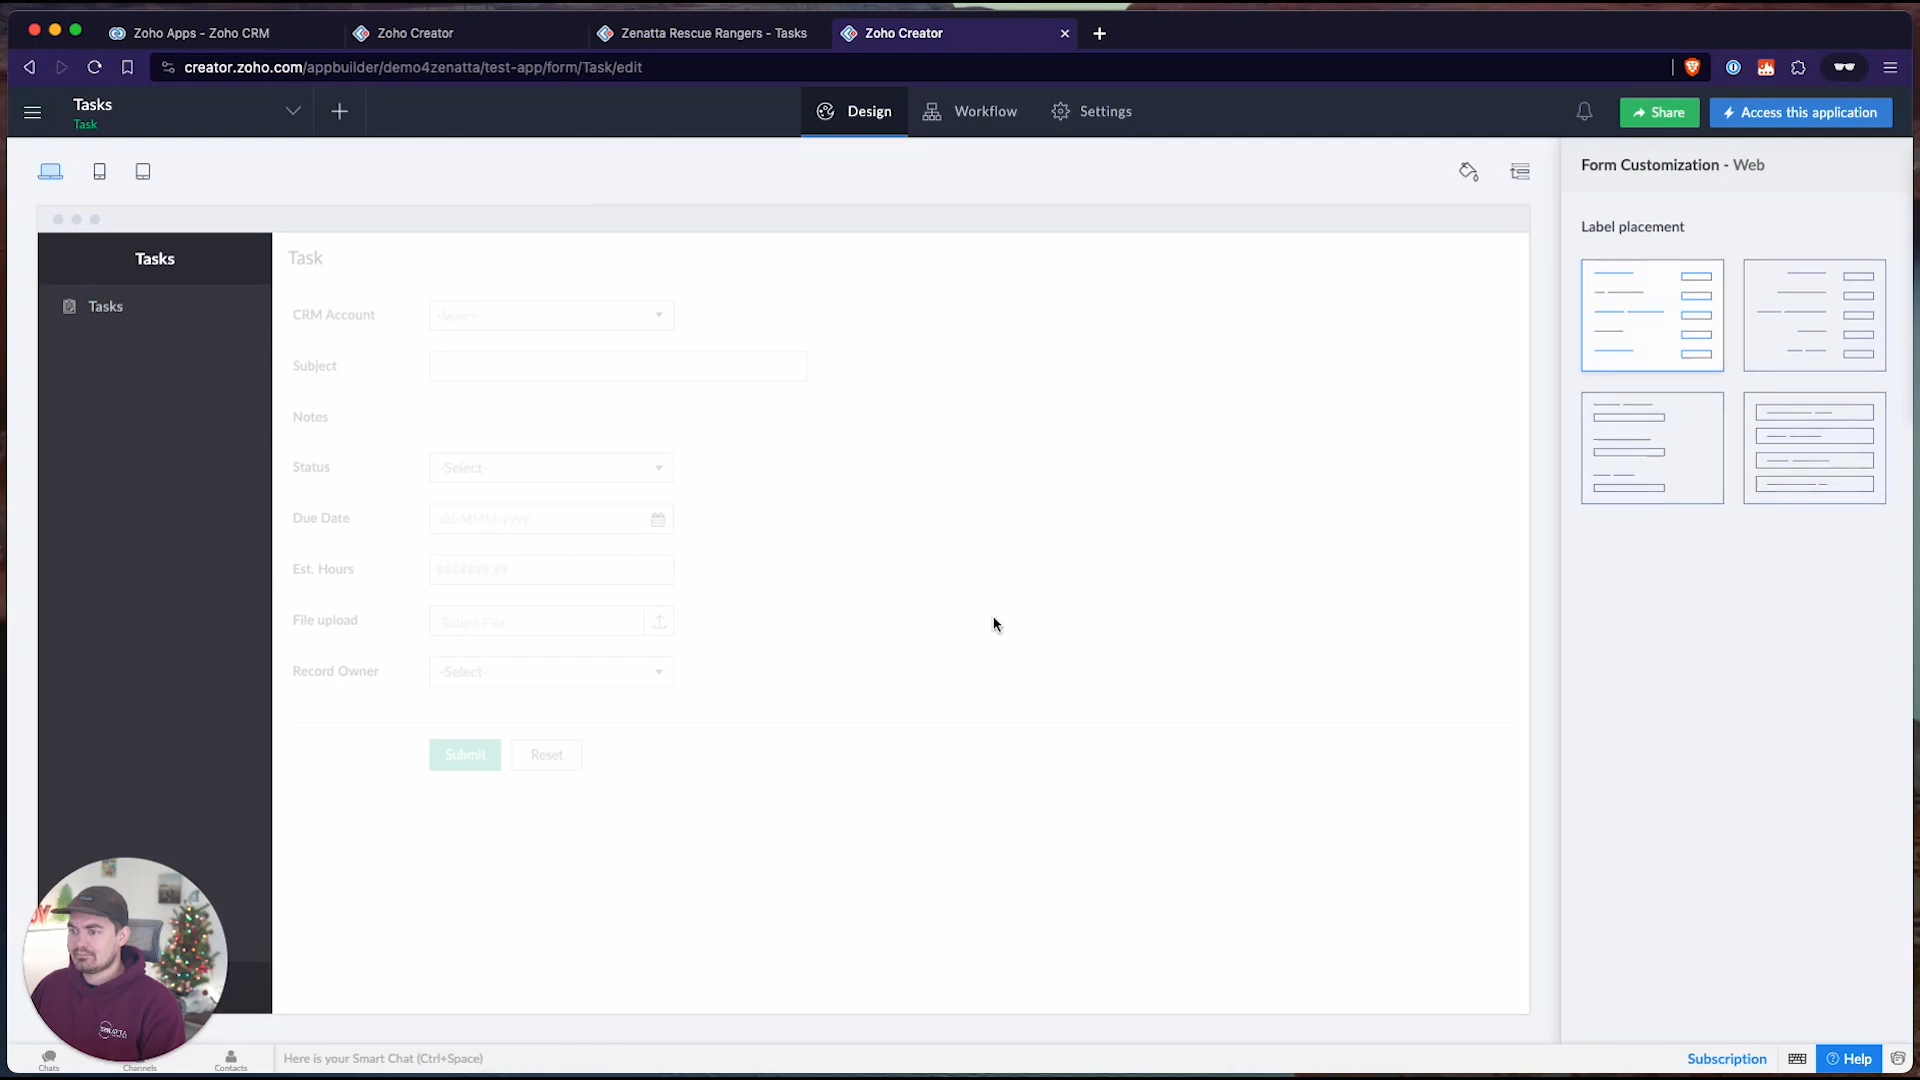 Zoho Apps - Zoho CRM
Zoho Creator
Zenatta Rescue Rangers - Tasks
Zoho Creator
creator.zoho.com/appbuilder/demo4zenatta/test-app/form/Task/edit
Tasks
Task
Design
Workflow
Settings
Share
Access this application
Form Customization - Web
Label placement
Tasks
Tasks
Task
CRM Account
-Select-
Subject
Notes
Status
-Select-
Due Date
dd-MMM-yyyy
Est. Hours
#######.##
File upload
Select File
Record Owner
-Select-
Submit
Reset
ZENATTA
Chats
Channels
Contacts
Here is your Smart Chat (Ctrl+Space)
Subscription
Help